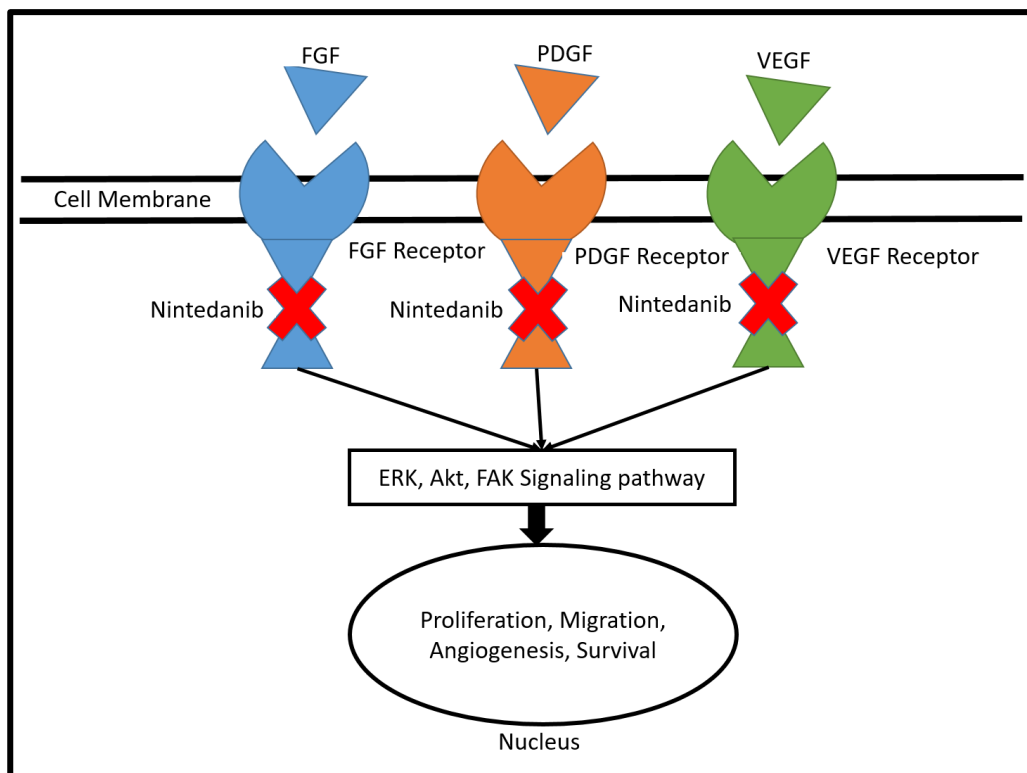 FGF
PDGF
VEGF
Cell Membrane
FGF Receptor
PDGF Receptor
VEGF Receptor
Nintedanib
Nintedanib
Nintedanib
ERK, Akt, FAK Signaling pathway
Proliferation, Migration,
Angiogenesis, Survival
Nucleus